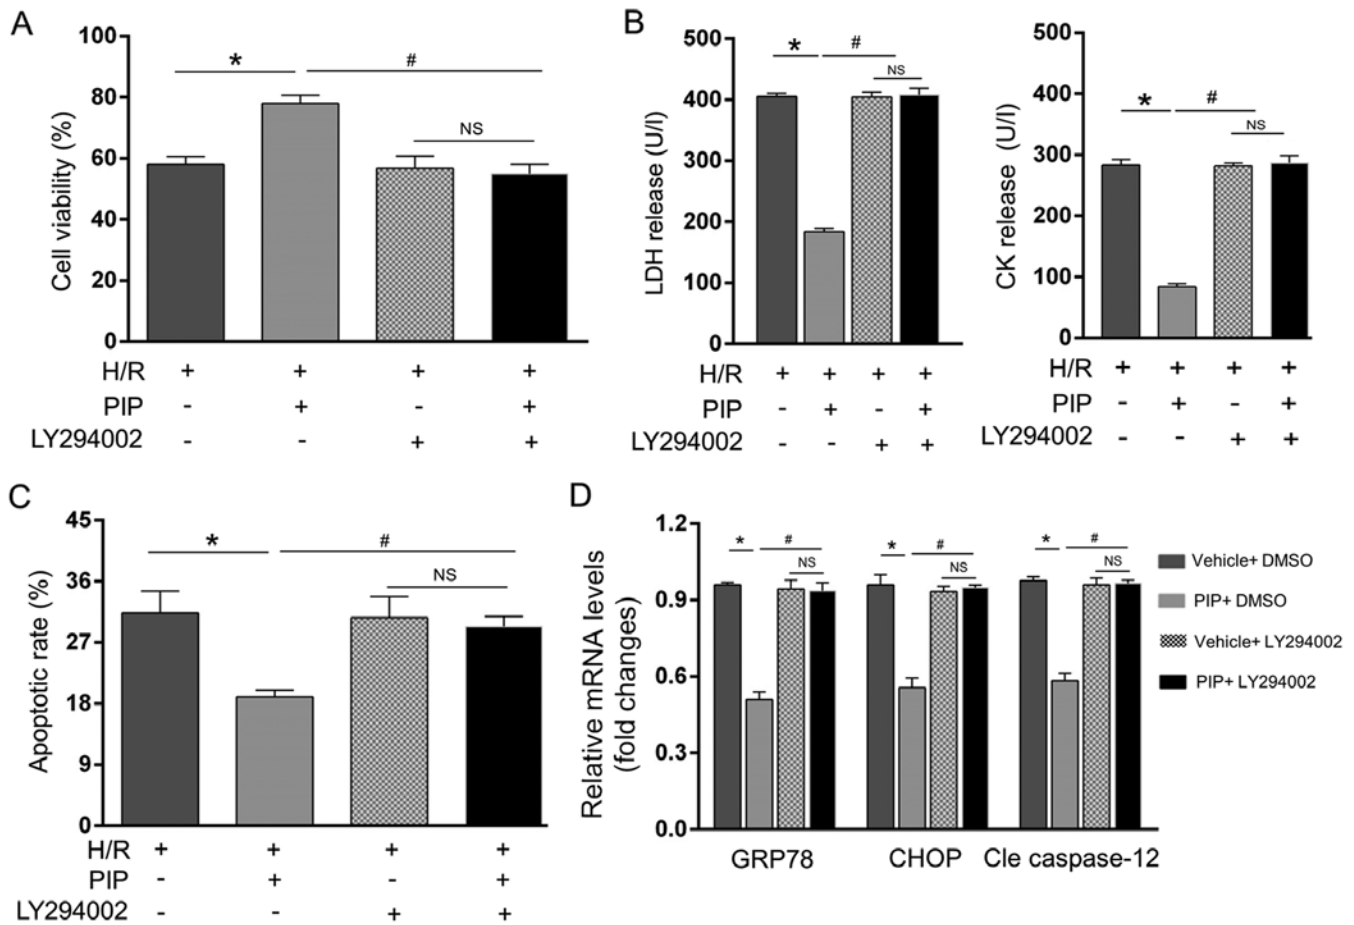 A
100
80
60
40
20
0
Cell viability (%)
* # NS
H/R + + + +
PIP - + - +
LY294002 - - + +
B
500
400
300
200
100
0
LDH release (U/l)
* # NS
H/R + + + +
PIP - + - +
LY294002 - - + +
500
400
300
200
100
0
CK release (U/l)
* # NS
H/R + + + +
PIP - + - +
LY294002 - - + +
C
45
36
27
18
9
0
Apoptotic rate (%)
* # NS
H/R + + + +
PIP - + - +
LY294002 - - + +
D
1.2
0.9
0.6
0.3
0.0
Relative mRNA levels
(fold changes)
* # NS * # NS * # NS
GRP78 CHOP Cle caspase-12
Vehicle+ DMSO
PIP+ DMSO
Vehicle+ LY294002
PIP+ LY294002